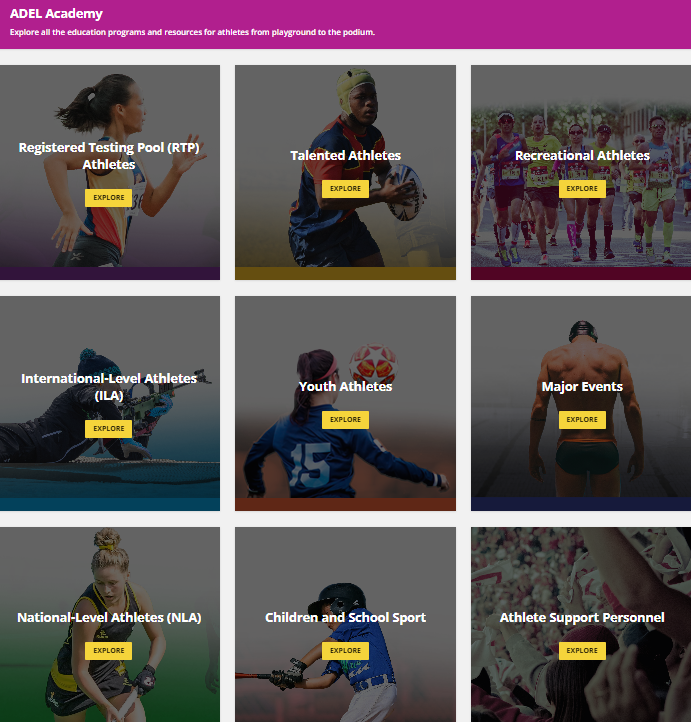 ADEL Academy
Explore all the education programs and resources for athletes from playground to the podium.
Registered Testing Pool (RTP)
Athletes
EXPLORE
Talented Athletes
EXPLORE
Recreational Athletes
EXPLORE
International-Level Athletes
(ILA)
EXPLORE
Youth Athletes
EXPLORE
15
Major Events
EXPLORE
National-Level Athletes (NLA)
EXPLORE
Children and School Sport
EXPLORE
Athlete Support Personnel
EXPLORE